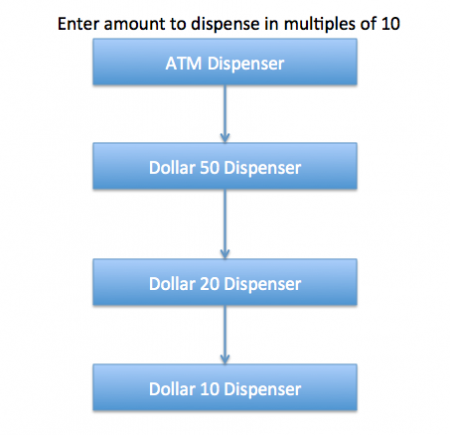 Enter amount to dispense in multiples of 10
ATM Dispenser
Dollar 50 Dispenser
Dollar 20 Dispenser
Dollar 10 Dispenser